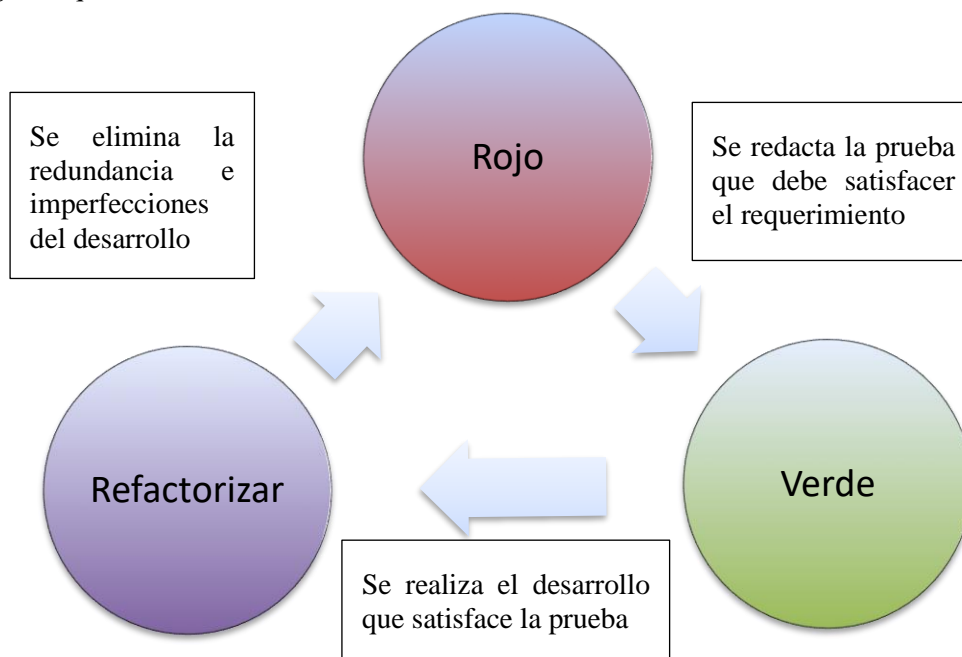 Rojo
Se elimina la
redundancia e
imperfecciones
del desarrollo
Se redacta la prueba
que debe satisfacer
el requerimiento
Refactorizar
Verde
Se realiza el desarrollo
que satisface la prueba